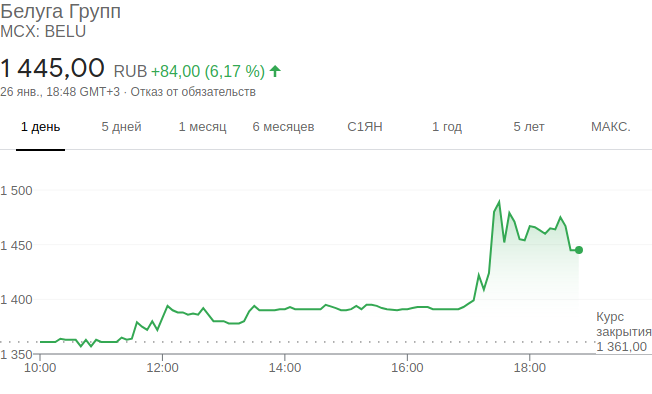 Белуга Групп
MCX: BELU
1 445,00 RUB +84,00 (6,17 %)
26 янв., 18:48 GMT+3 · Отказ от обязательств
1 день 5 дней 1 месяц 6 месяцев С1ЯН 1 год 5 лет МАКС.
1 500
1 450
1 400
Курс
закрытия
1 361,00
1 350
10:00 12:00 14:00 16:00 18:00